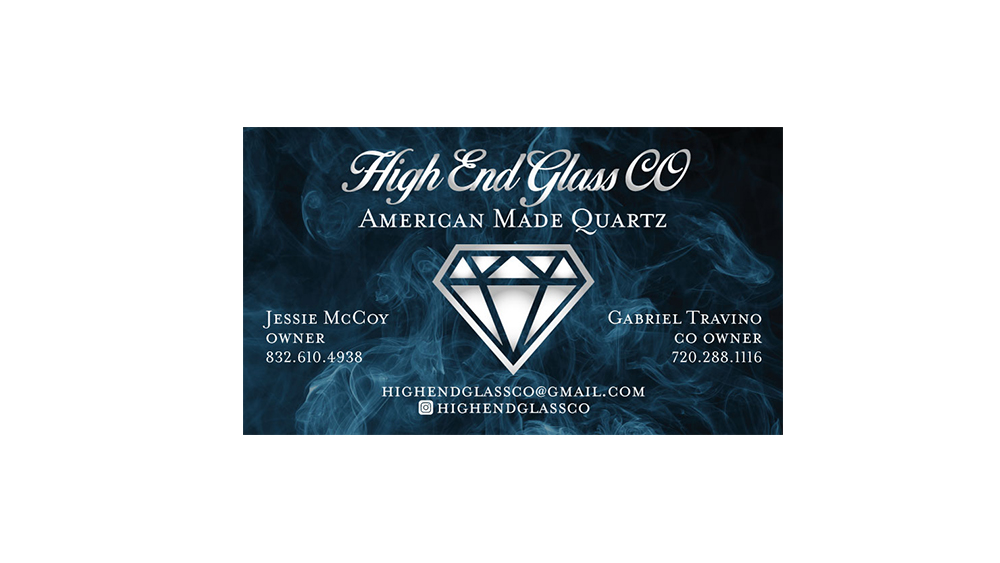 High End Glass CO
American Made Quartz
Jessie McCoy
owner
832.610.4938
Gabriel Travino
co owner
720.288.1116
highendglassco@gmail.com
highendglassco